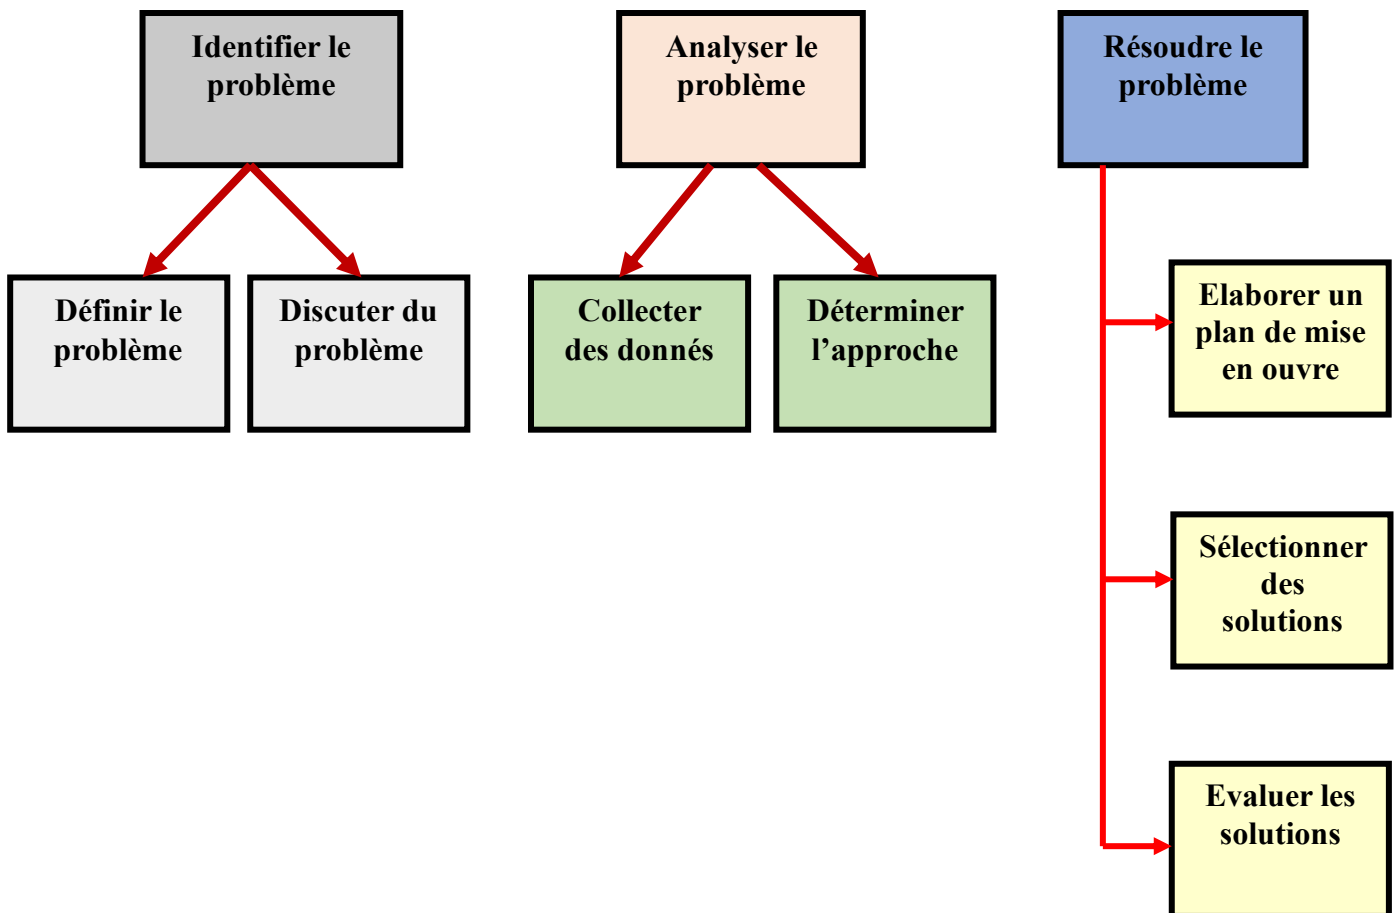 Identifier le
problème
Analyser le
problème
Résoudre le
problème
Définir le
problème
Discuter du
problème
Collecter
des donnés
Déterminer
l’approche
Elaborer un
plan de mise
en ouvre
Sélectionner
des
solutions
Evaluer les
solutions